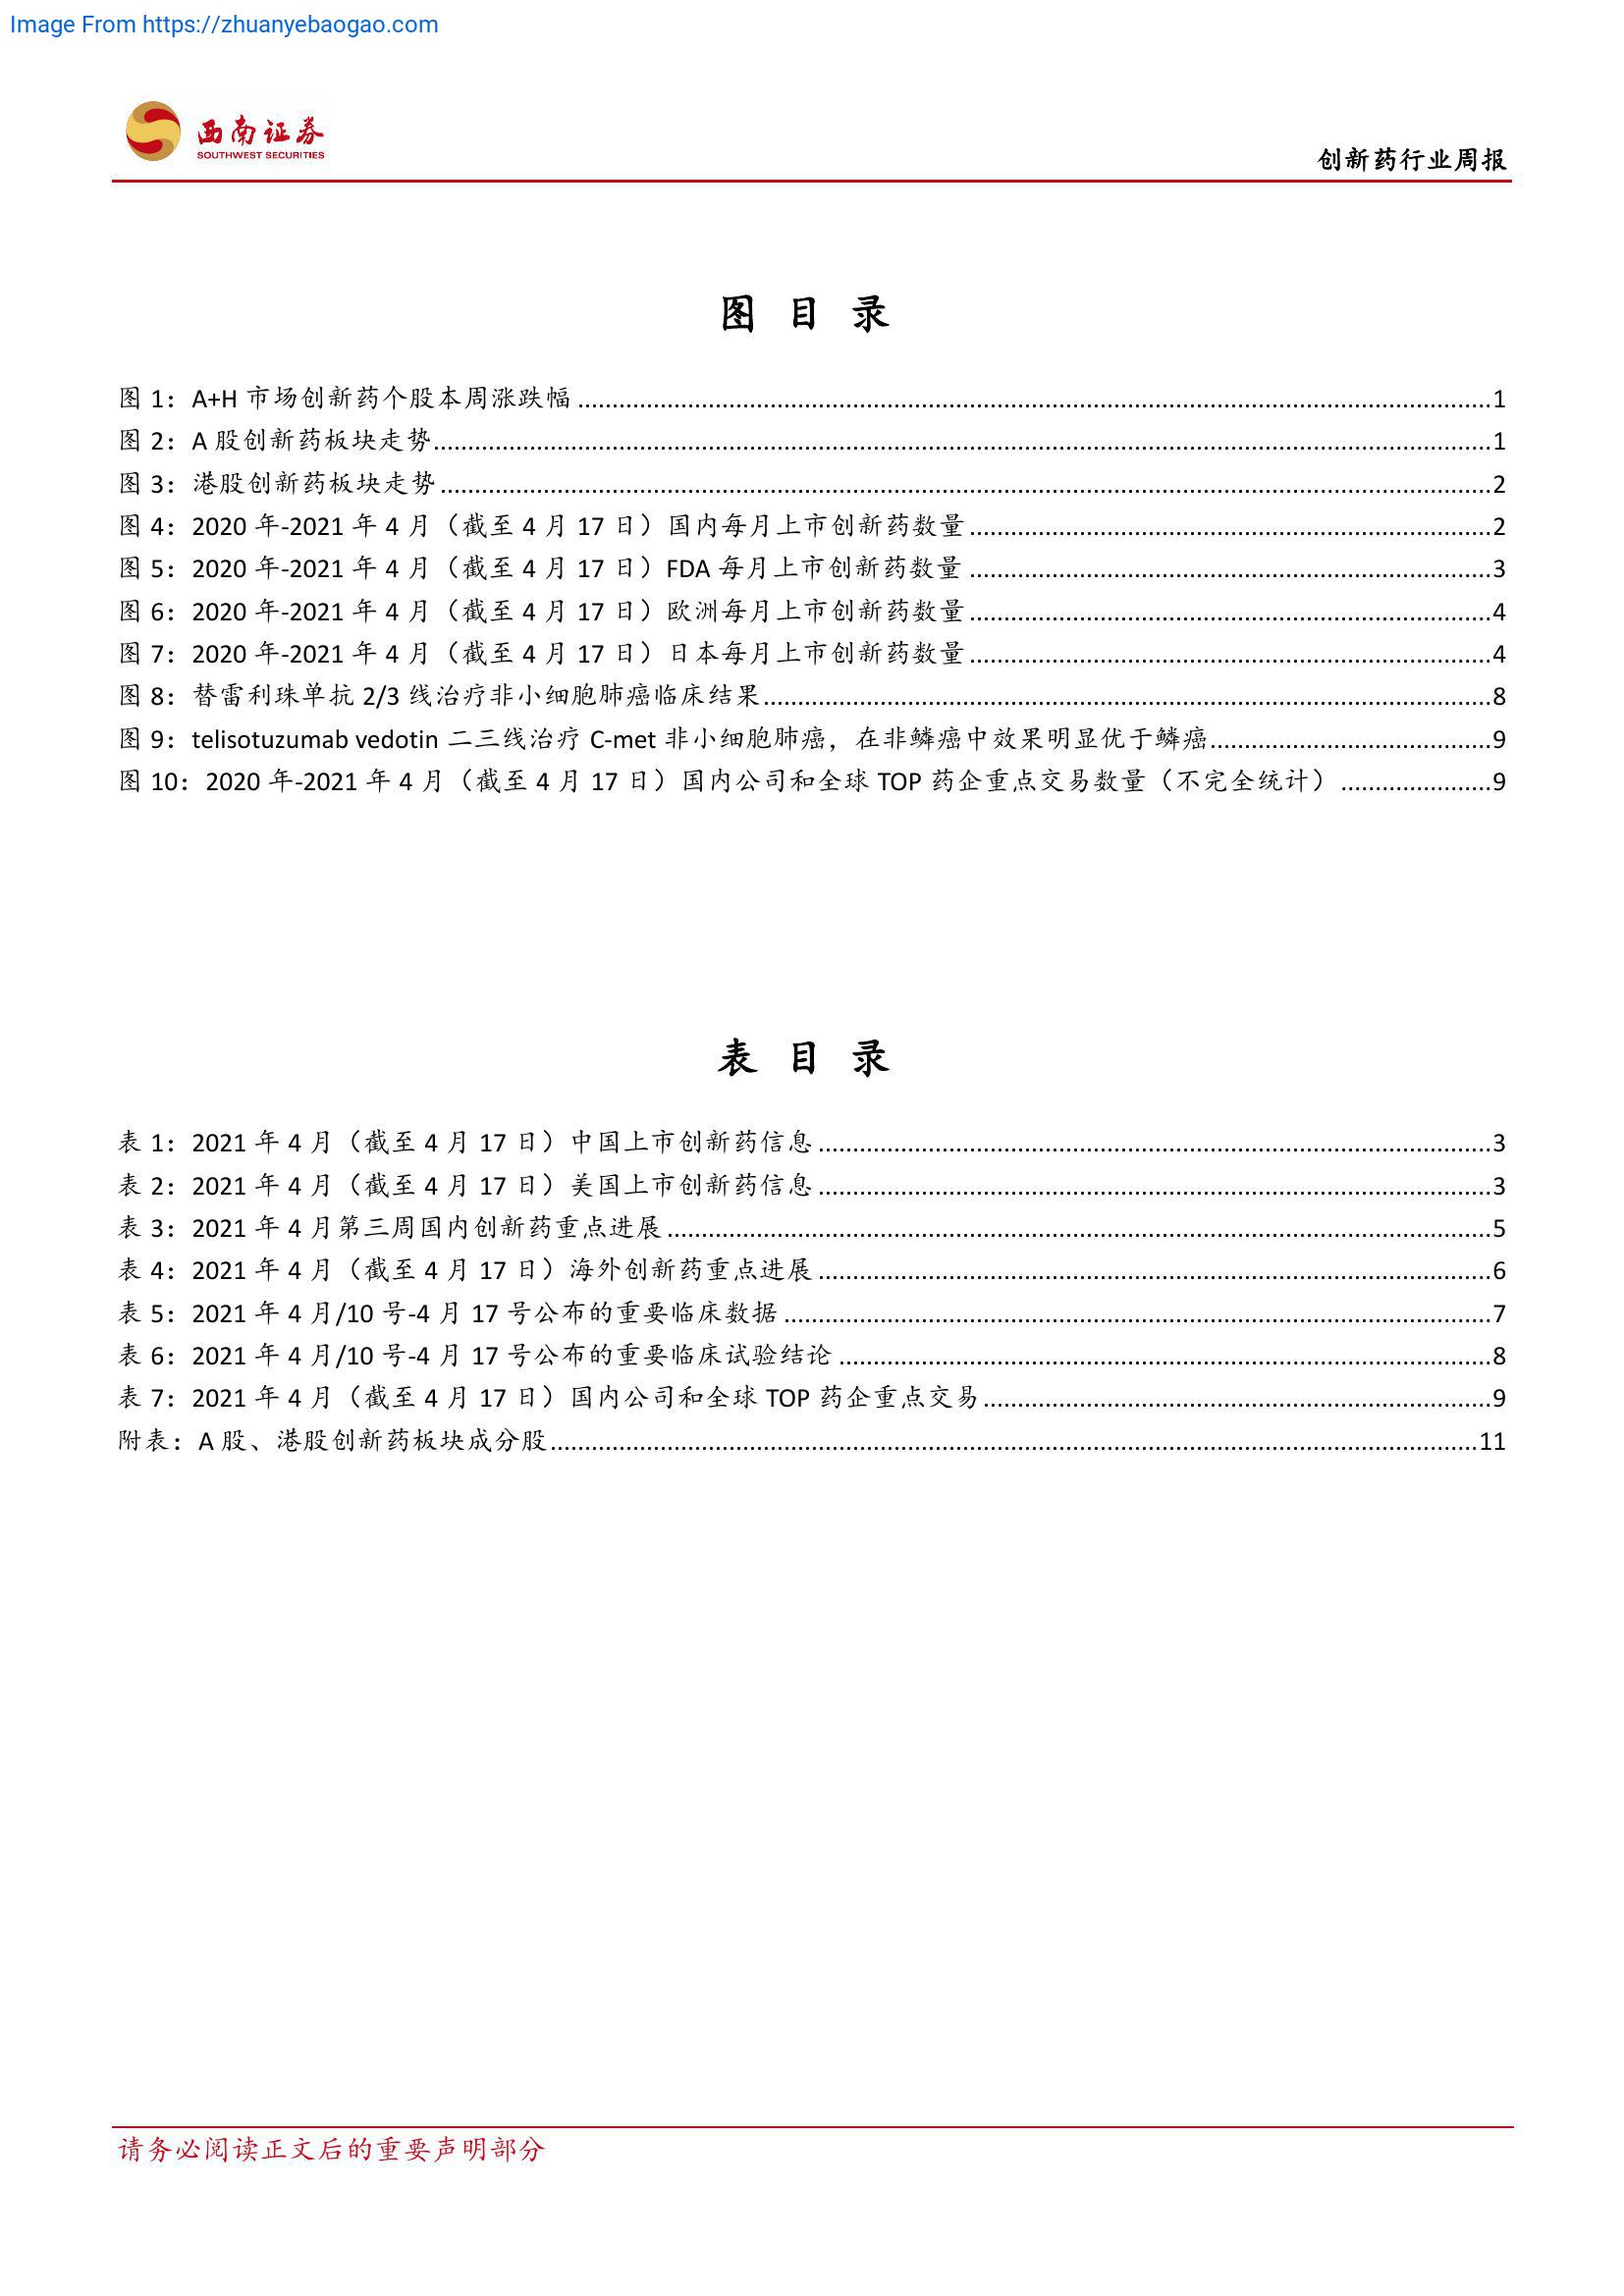 Image From https://zhuanyebaogao.com
西南证券
SOUTHWEST SECURITIES
创新药行业周报
图 目 录
图 1：A+H 市场创新药个股本周涨跌幅 ........ 1
图 2：A 股创新药板块走势 ........ 1
图 3：港股创新药板块走势 ........ 2
图 4：2020 年-2021 年 4 月（截至 4 月 17 日）国内每月上市创新药数量 ........ 2
图 5：2020 年-2021 年 4 月（截至 4 月 17 日）FDA 每月上市创新药数量 ........ 3
图 6：2020 年-2021 年 4 月（截至 4 月 17 日）欧洲每月上市创新药数量 ........ 4
图 7：2020 年-2021 年 4 月（截至 4 月 17 日）日本每月上市创新药数量 ........ 4
图 8：替雷利珠单抗 2/3 线治疗非小细胞肺癌临床结果 ........ 8
图 9：telisotuzumab vedotin 二三线治疗 C-met 非小细胞肺癌，在非鳞癌中效果明显优于鳞癌 ........ 9
图 10：2020 年-2021 年 4 月（截至 4 月 17 日）国内公司和全球 TOP 药企重点交易数量（不完全统计） ........ 9
表 目 录
表 1：2021 年 4 月（截至 4 月 17 日）中国上市创新药信息 ........ 3
表 2：2021 年 4 月（截至 4 月 17 日）美国上市创新药信息 ........ 3
表 3：2021 年 4 月第三周国内创新药重点进展 ........ 5
表 4：2021 年 4 月（截至 4 月 17 日）海外创新药重点进展 ........ 6
表 5：2021 年 4 月/10 号-4 月 17 号公布的重要临床数据 ........ 7
表 6：2021 年 4 月/10 号-4 月 17 号公布的重要临床试验结论 ........ 8
表 7：2021 年 4 月（截至 4 月 17 日）国内公司和全球 TOP 药企重点交易 ........ 9
附表：A 股、港股创新药板块成分股 ........ 11
请务必阅读正文后的重要声明部分